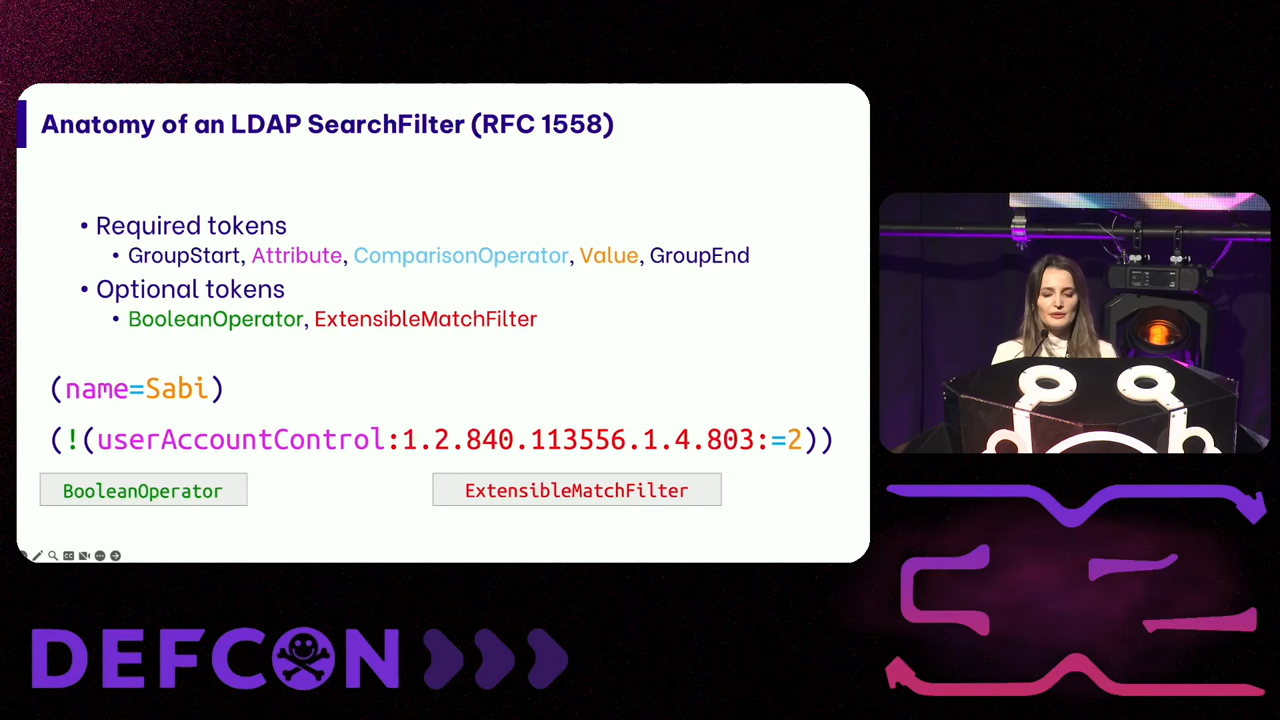 Anatomy of an LDAP SearchFilter (RFC 1558)
• Required tokens
• GroupStart, Attribute, ComparisonOperator, Value, GroupEnd
• Optional tokens
• BooleanOperator, ExtensibleMatchFilter
(name=Sabi)
(!(userAccountControl:1.2.840.113556.1.4.803:=2))
BooleanOperator
ExtensibleMatchFilter
DEFCON